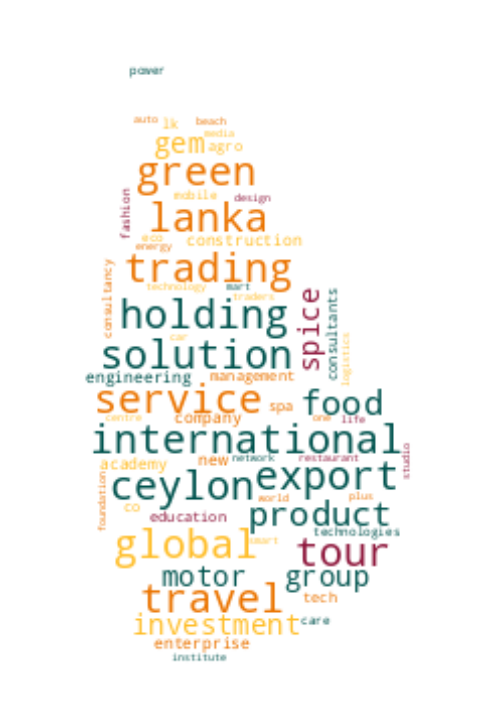 power
auto lk beach
media
gem agro
green
mobile design
fashion
lanka
eco construction
energy
trading
consultancy
technology mart
traders
holding
spice
consultants
car
logistics
solution
engineering management
service spa food
centre company one life
international
new network restaurant
academy
studio
export
ceylon
foundation
world plus
co
product
education
technologies
global smart
tour
motor group
travel tech
investment care
enterprise
institute